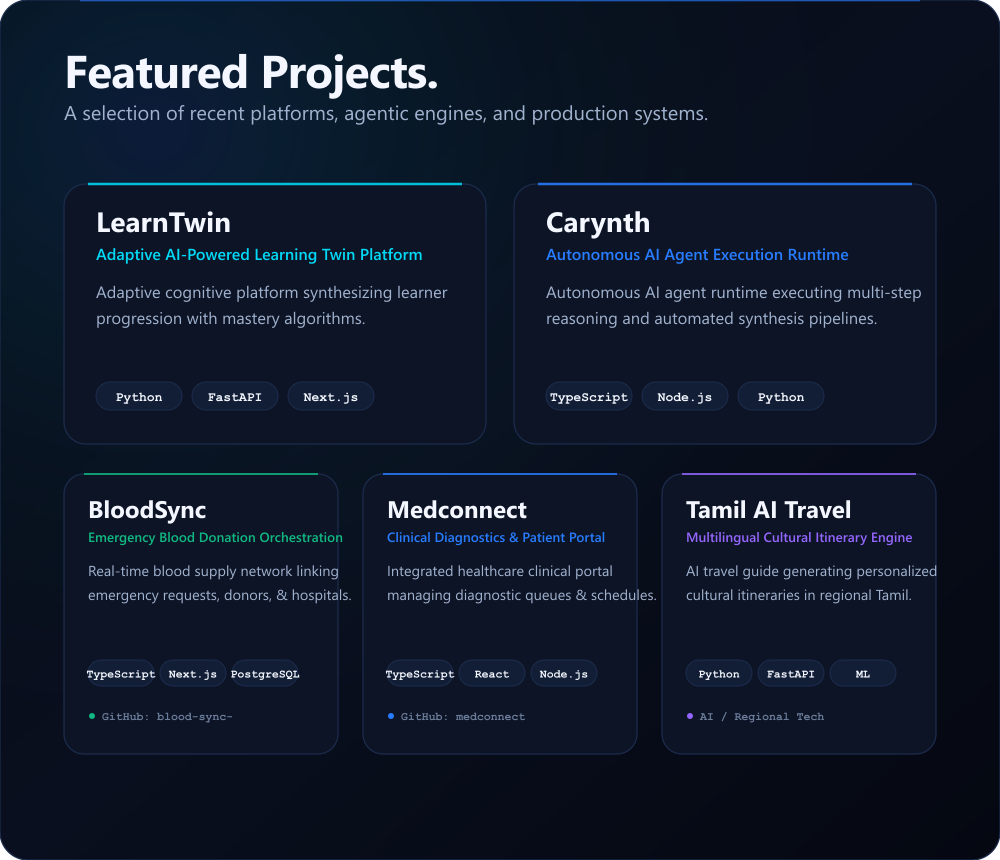 Featured Projects.
A selection of recent platforms, agentic engines, and production systems.
LearnTwin
Adaptive AI-Powered Learning Twin Platform
Adaptive cognitive platform synthesizing learner
progression with mastery algorithms.
Python
FastAPI
Next.js
Carynth
Autonomous AI Agent Execution Runtime
Autonomous AI agent runtime executing multi-step
reasoning and automated synthesis pipelines.
TypeScript
Node.js
Python
BloodSync
Emergency Blood Donation Orchestration
Real-time blood supply network linking
emergency requests, donors, & hospitals.
TypeScript
Next.js
PostgreSQL
GitHub: blood-sync-
Medconnect
Clinical Diagnostics & Patient Portal
Integrated healthcare clinical portal
managing diagnostic queues & schedules.
TypeScript
React
Node.js
GitHub: medconnect
Tamil AI Travel
Multilingual Cultural Itinerary Engine
AI travel guide generating personalized
cultural itineraries in regional Tamil.
Python
FastAPI
ML
AI / Regional Tech